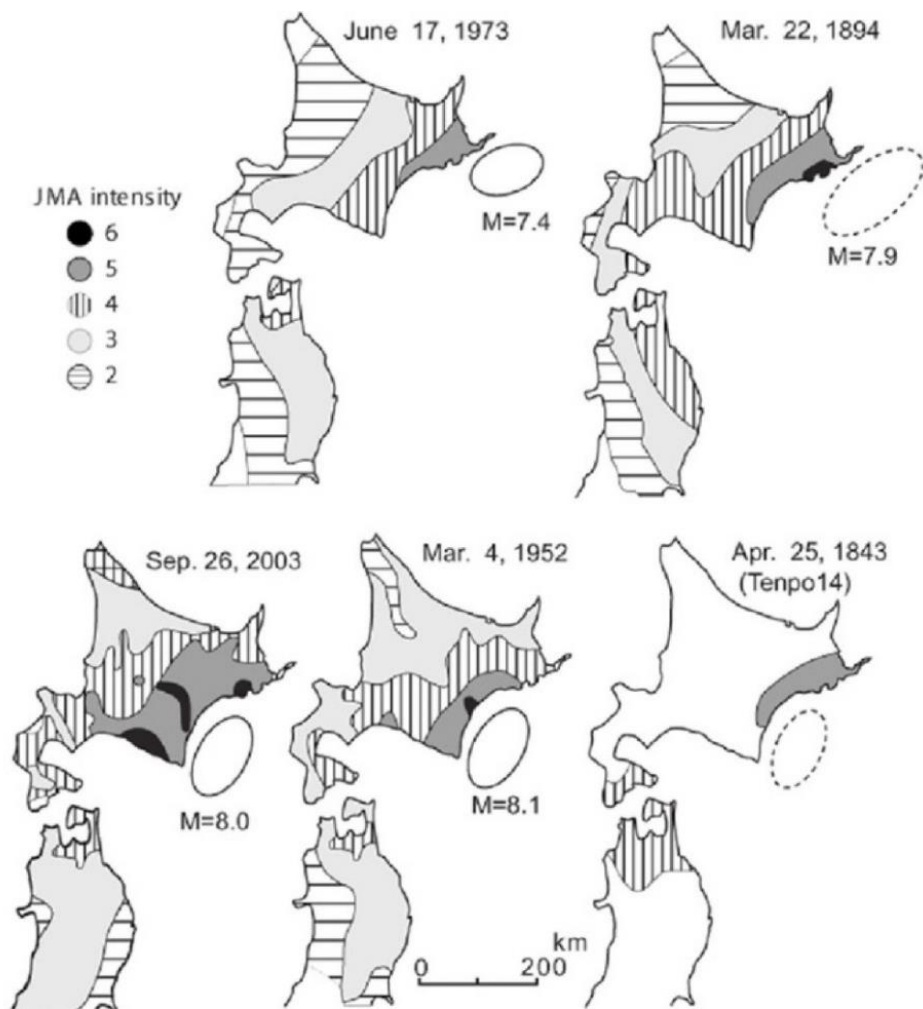 June 17, 1973
Mar. 22, 1894
JMA intensity
6
5
4
3
2
M=7.4
M=7.9
Sep. 26, 2003
Mar. 4, 1952
Apr. 25, 1843
(Tenpo14)
M=8.0
M=8.1
km
0 200